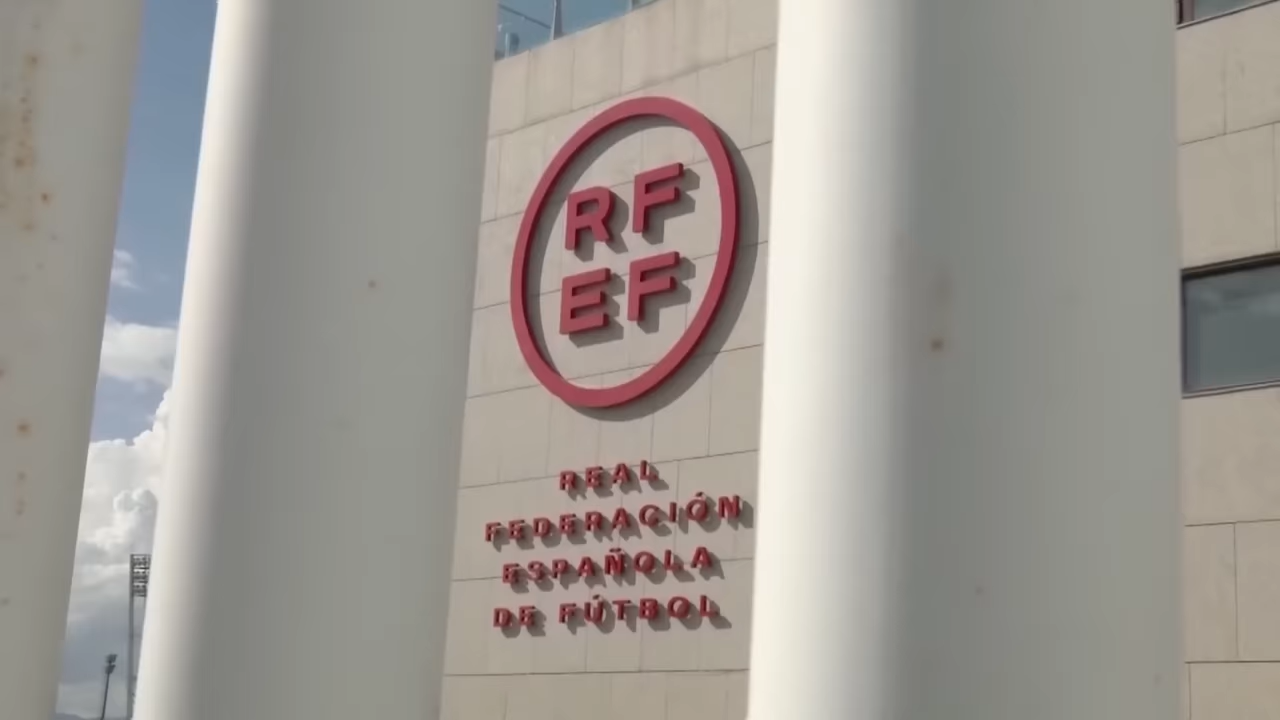 RF
EF
REAL
FEDERACIÓN
ESPAÑOLA
DE FÚTBOL